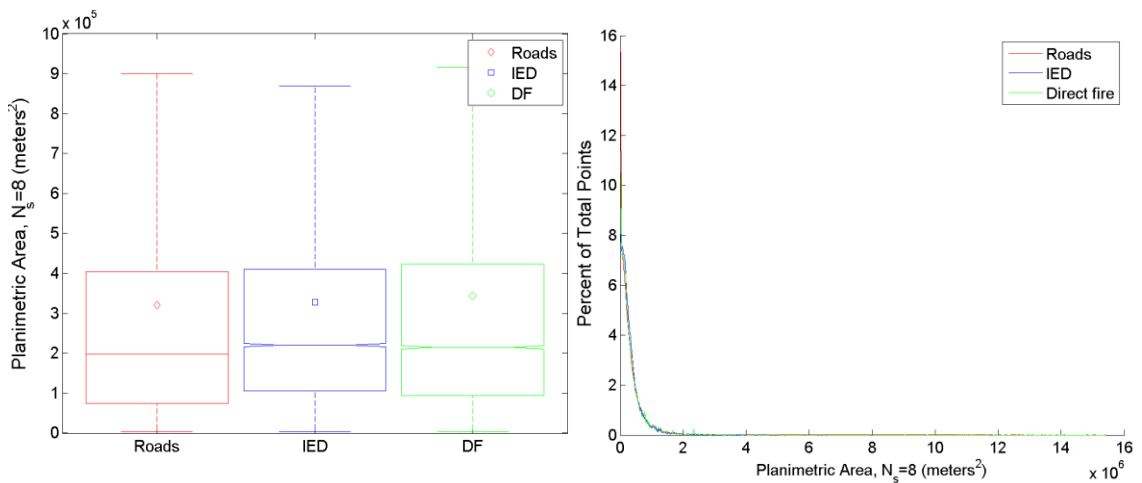 x 10^5
10
9
8
7
6
5
4
3
2
1
0
Planimetric Area, N_s=8 (meters^2)
Roads
IED
DF
Roads
IED
DF
16
14
12
10
8
6
4
2
0
Percent of Total Points
Roads
IED
Direct fire
0
2
4
6
8
10
12
14
16
Planimetric Area, N_s=8 (meters^2)
x 10^6